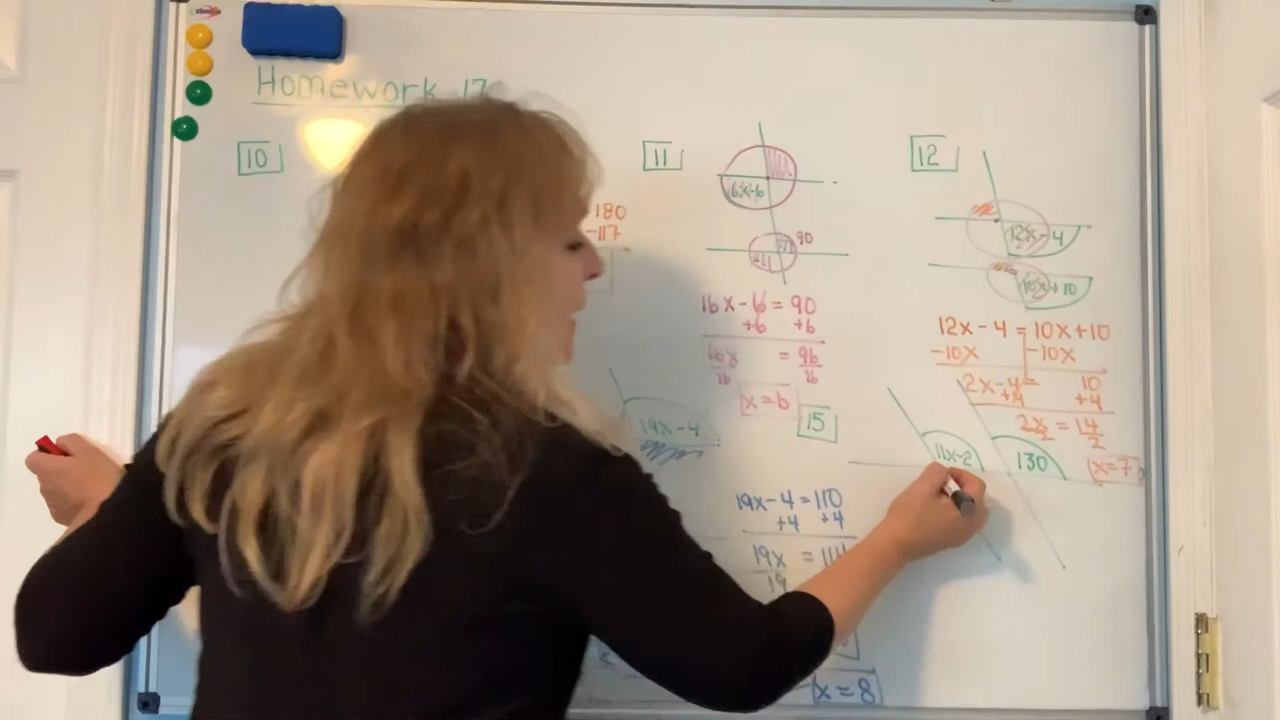 Homework 17
10
180
-117
11
16x-6
90
16x-6 = 90
+6 +6
16x = 96
16 16
x=6
12
12x-4
10x+10
12x-4 = 10x+10
-10x -10x
2x-4= 10
+4 +4
2x = 14
2 2
x=7
19x-4
19x-4=110
+4 +4
19x = 114
19
x=8
15
11x-2
130